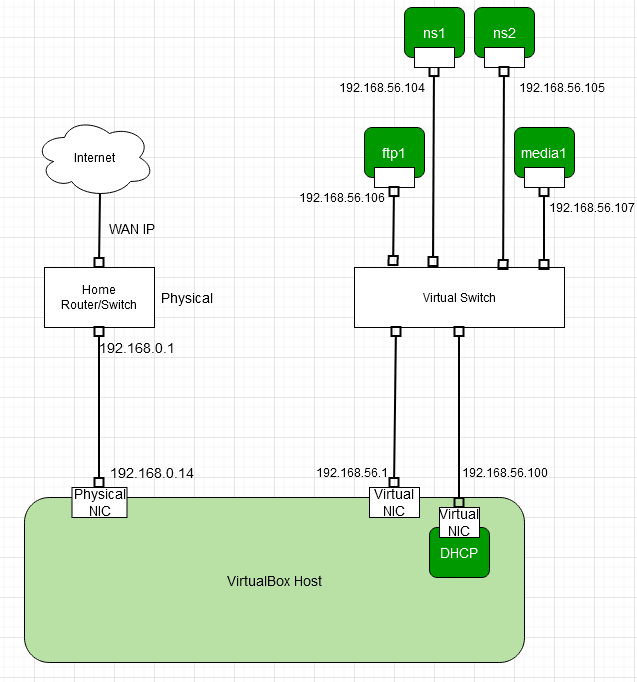 ns1
ns2
192.168.56.104
192.168.56.105
ftp1
media1
Internet
192.168.56.106
192.168.56.107
WAN IP
Home
Router/Switch
Physical
Virtual Switch
192.168.0.1
192.168.0.14
192.168.56.1
192.168.56.100
Physical
NIC
Virtual
NIC
Virtual
NIC
DHCP
VirtualBox Host